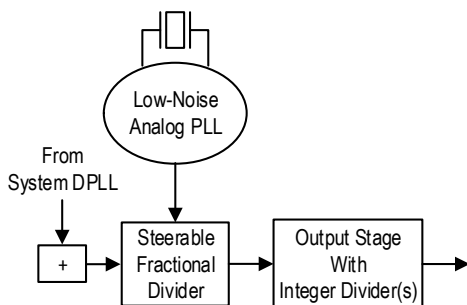 Low-Noise
Analog PLL
From
System DPLL
+
Steerable
Fractional
Divider
Output Stage
With
Integer Divider(s)